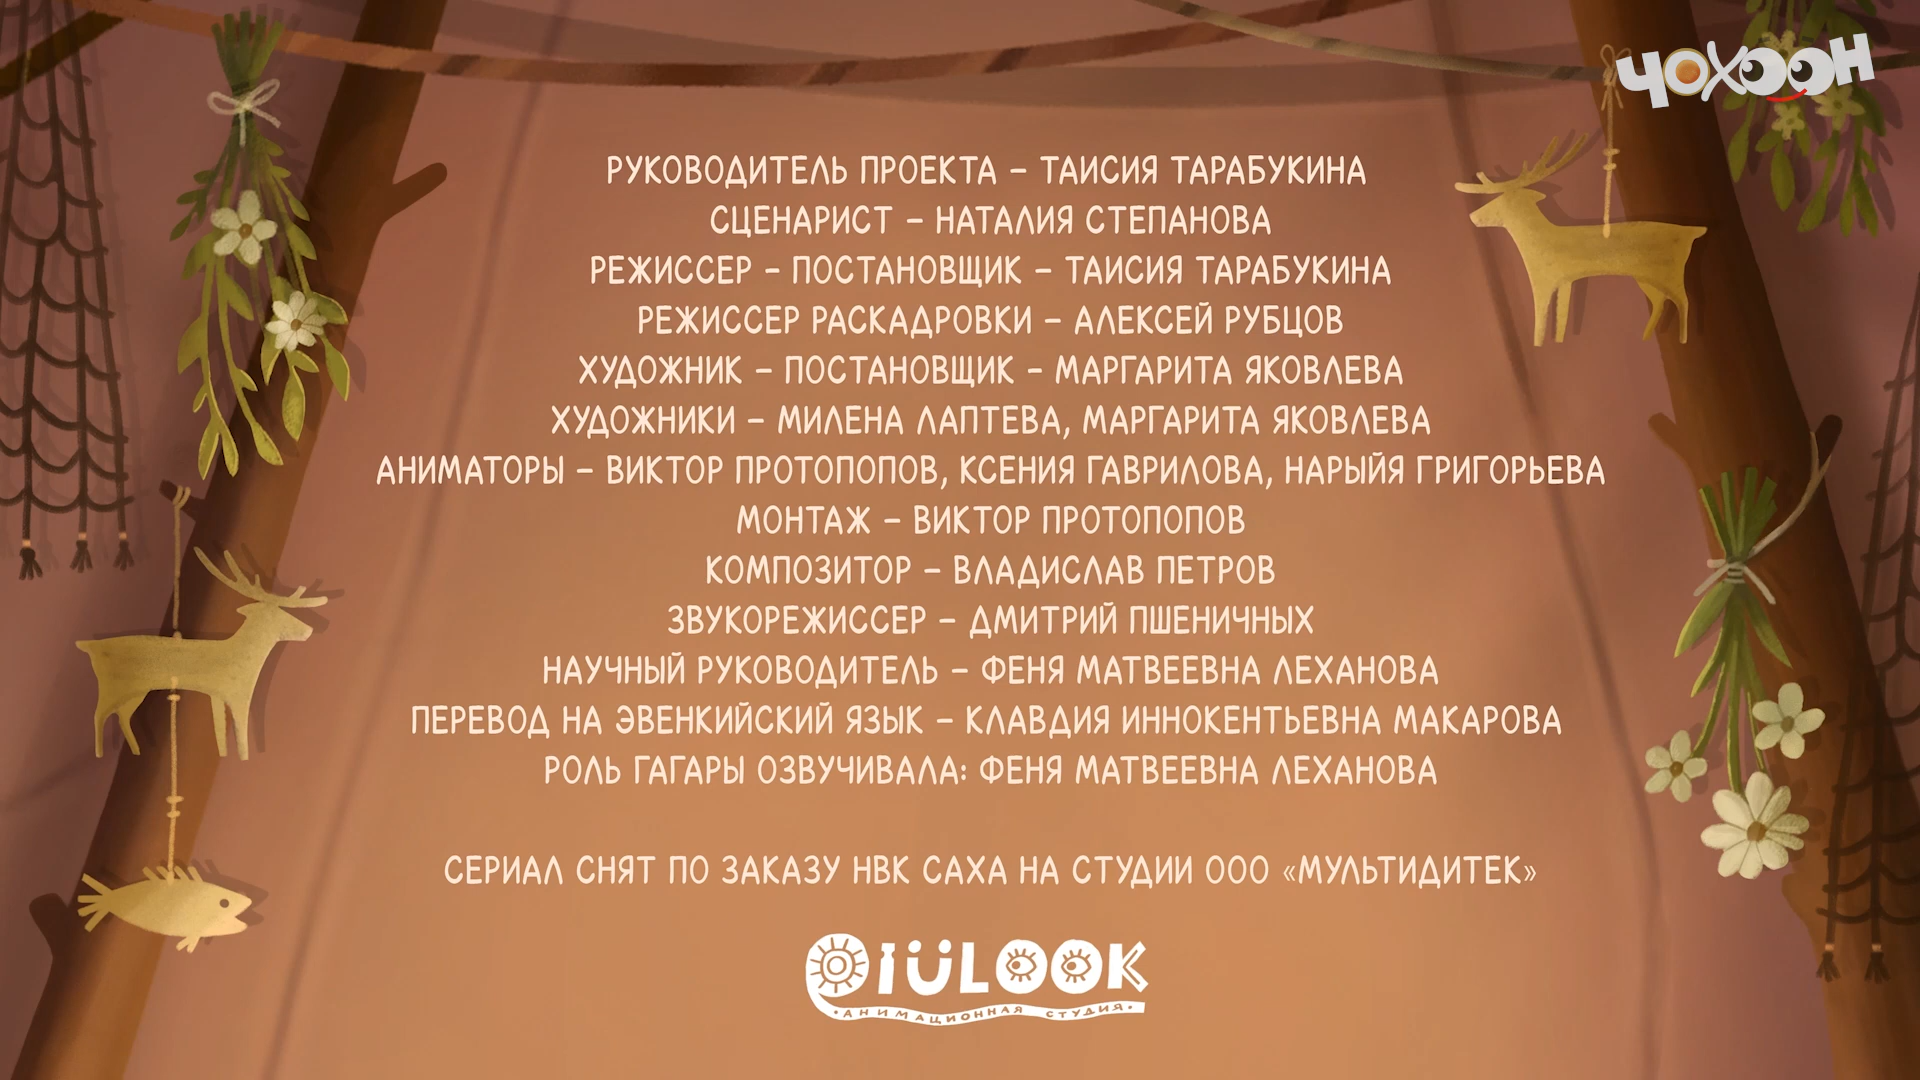 ЧОХООН
РУКОВОДИТЕЛЬ ПРОЕКТА – ТАИСИЯ ТАРАБУКИНА
СЦЕНАРИСТ – НАТАЛИЯ СТЕПАНОВА
РЕЖИССЕР – ПОСТАНОВЩИК – ТАИСИЯ ТАРАБУКИНА
РЕЖИССЕР РАСКАДРОВКИ – АЛЕКСЕЙ РУБЦОВ
ХУДОЖНИК – ПОСТАНОВЩИК – МАРГАРИТА ЯКОВЛЕВА
ХУДОЖНИКИ – МИЛЕНА ЛАПТЕВА, МАРГАРИТА ЯКОВЛЕВА
АНИМАТОРЫ – ВИКТОР ПРОТОПОПОВ, КСЕНИЯ ГАВРИЛОВА, НАРЫЙЯ ГРИГОРЬЕВА
МОНТАЖ – ВИКТОР ПРОТОПОПОВ
КОМПОЗИТОР – ВЛАДИСЛАВ ПЕТРОВ
ЗВУКОРЕЖИССЕР – ДМИТРИЙ ПШЕНИЧНЫХ
НАУЧНЫЙ РУКОВОДИТЕЛЬ – ФЕНЯ МАТВЕЕВНА ЛЕХАНОВА
ПЕРЕВОД НА ЭВЕНКИЙСКИЙ ЯЗЫК – КЛАВДИЯ ИННОКЕНТЬЕВНА МАКАРОВА
РОЛЬ ГАГАРЫ ОЗВУЧИВАЛА: ФЕНЯ МАТВЕЕВНА ЛЕХАНОВА
СЕРИАЛ СНЯТ ПО ЗАКАЗУ НВК САХА НА СТУДИИ ООО «МУЛЬТИДИТЕК»
OIÜLOOK
·АНИМАЦИОННАЯ СТУДИЯ·